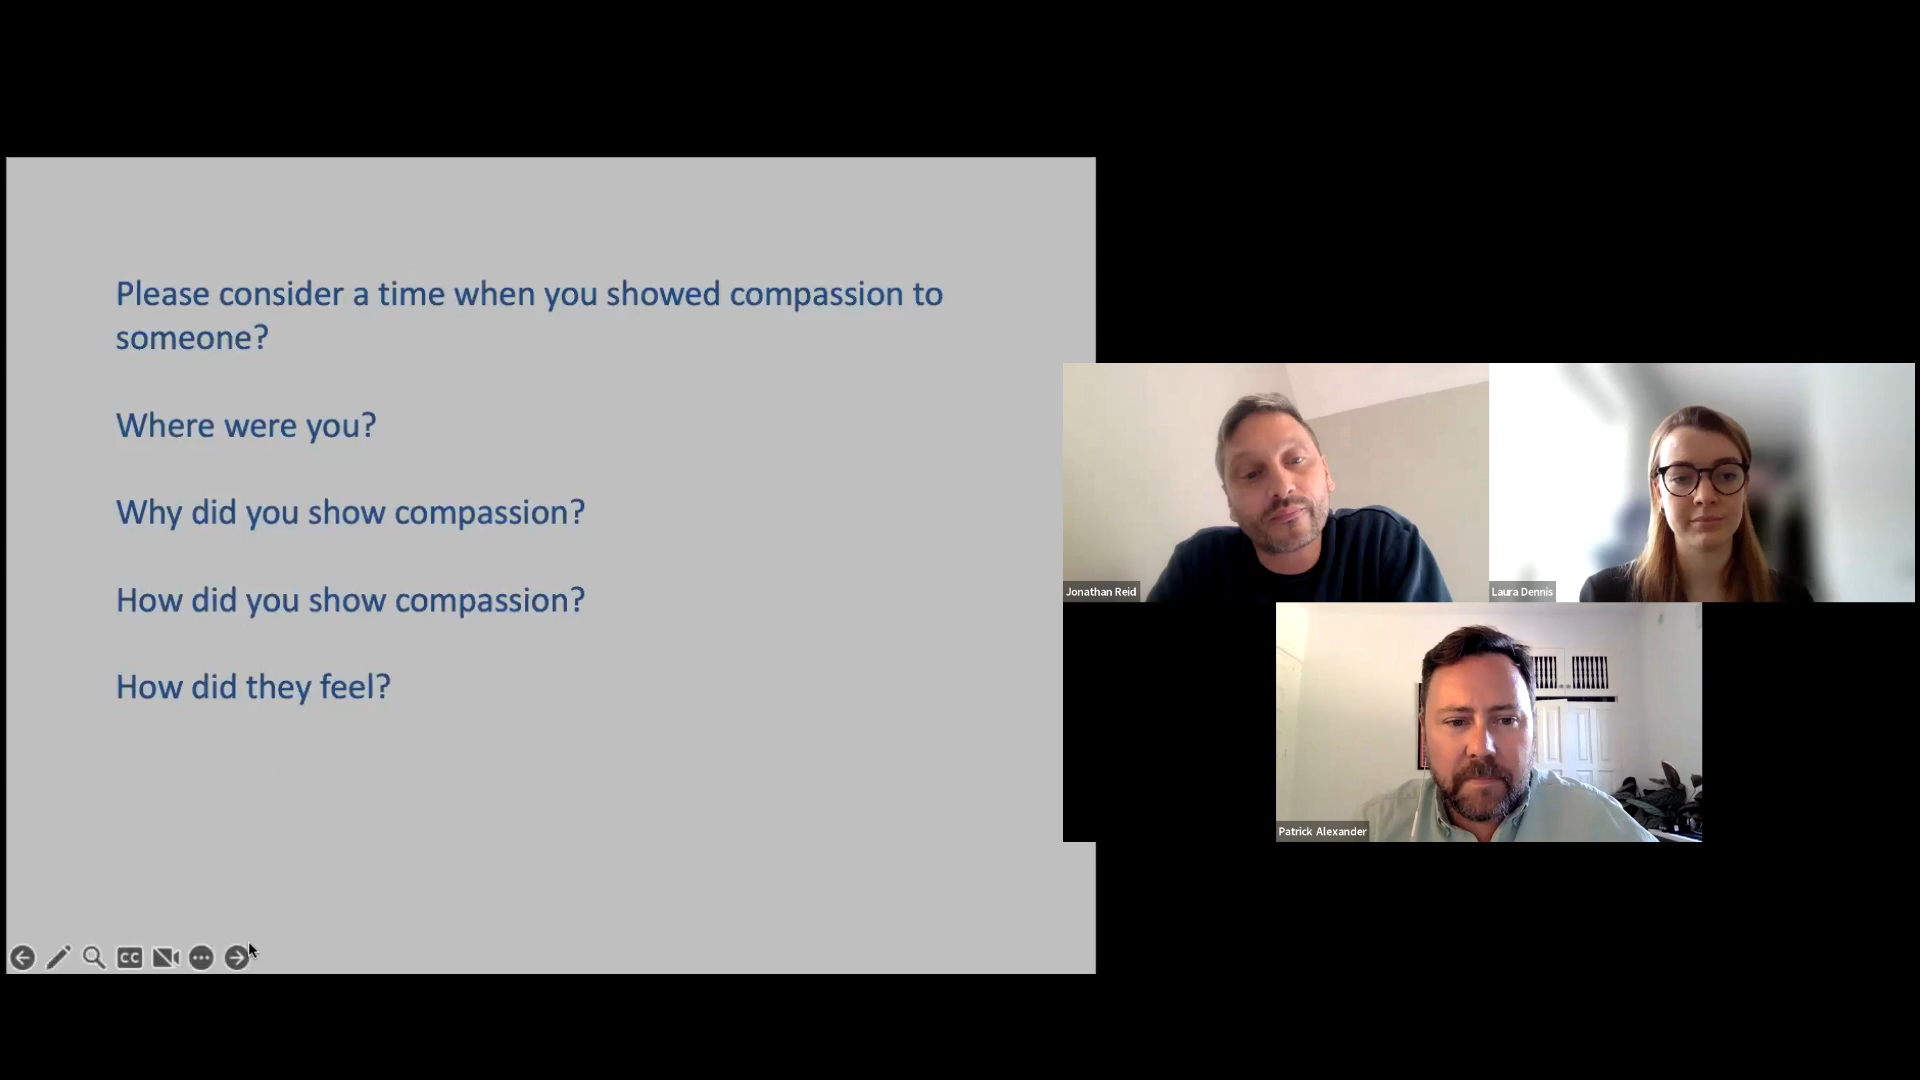 Please consider a time when you showed compassion to
someone?
Where were you?
Why did you show compassion?
How did you show compassion?
How did they feel?
CC
Jonathan Reid
Laura Dennis
Patrick Alexander